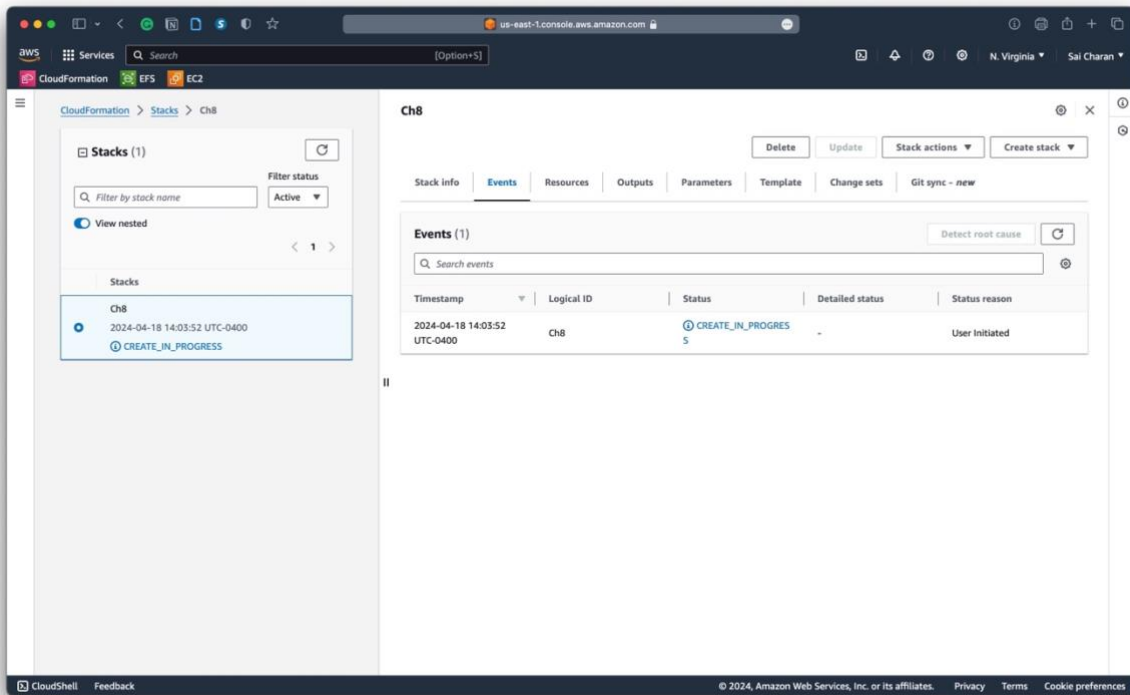 us-east-1.console.aws.amazon.com
aws Services Search [Option+S] N. Virginia Sai Charan
CloudFormation EFS EC2
CloudFormation > Stacks > Ch8
Stacks (1)
Filter status
Filter by stock name Active
View nested
1
Stacks
Ch8
2024-04-18 14:03:52 UTC-0400
CREATE_IN_PROGRESS
Ch8
Delete Update Stack actions Create stack
Stack info Events Resources Outputs Parameters Template Change sets Git sync - new
Events (1) Detect root cause
Search events
Timestamp Logical ID Status Detailed status Status reason
2024-04-18 14:03:52 Ch8 CREATE_IN_PROGRES - User Initiated
UTC-0400 S
CloudShell Feedback © 2024, Amazon Web Services, Inc. or its affiliates. Privacy Terms Cookie preferences